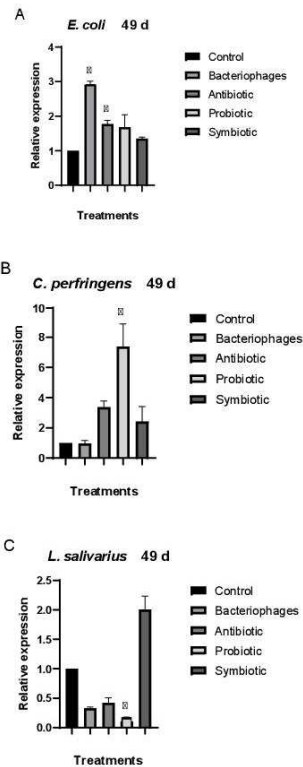 A
E. coli 49 d
Relative expression
4
3
2
1
0
Treatments
Control
Bacteriophages
Antibiotic
Probiotic
Symbiotic
B
C. perfringens 49 d
Relative expression
10
8
6
4
2
0
Treatments
Control
Bacteriophages
Antibiotic
Probiotic
Symbiotic
C
L. salivarius 49 d
Relative expression
2.5
2.0
1.5
1.0
0.5
0.0
Treatments
Control
Bacteriophages
Antibiotic
Probiotic
Symbiotic